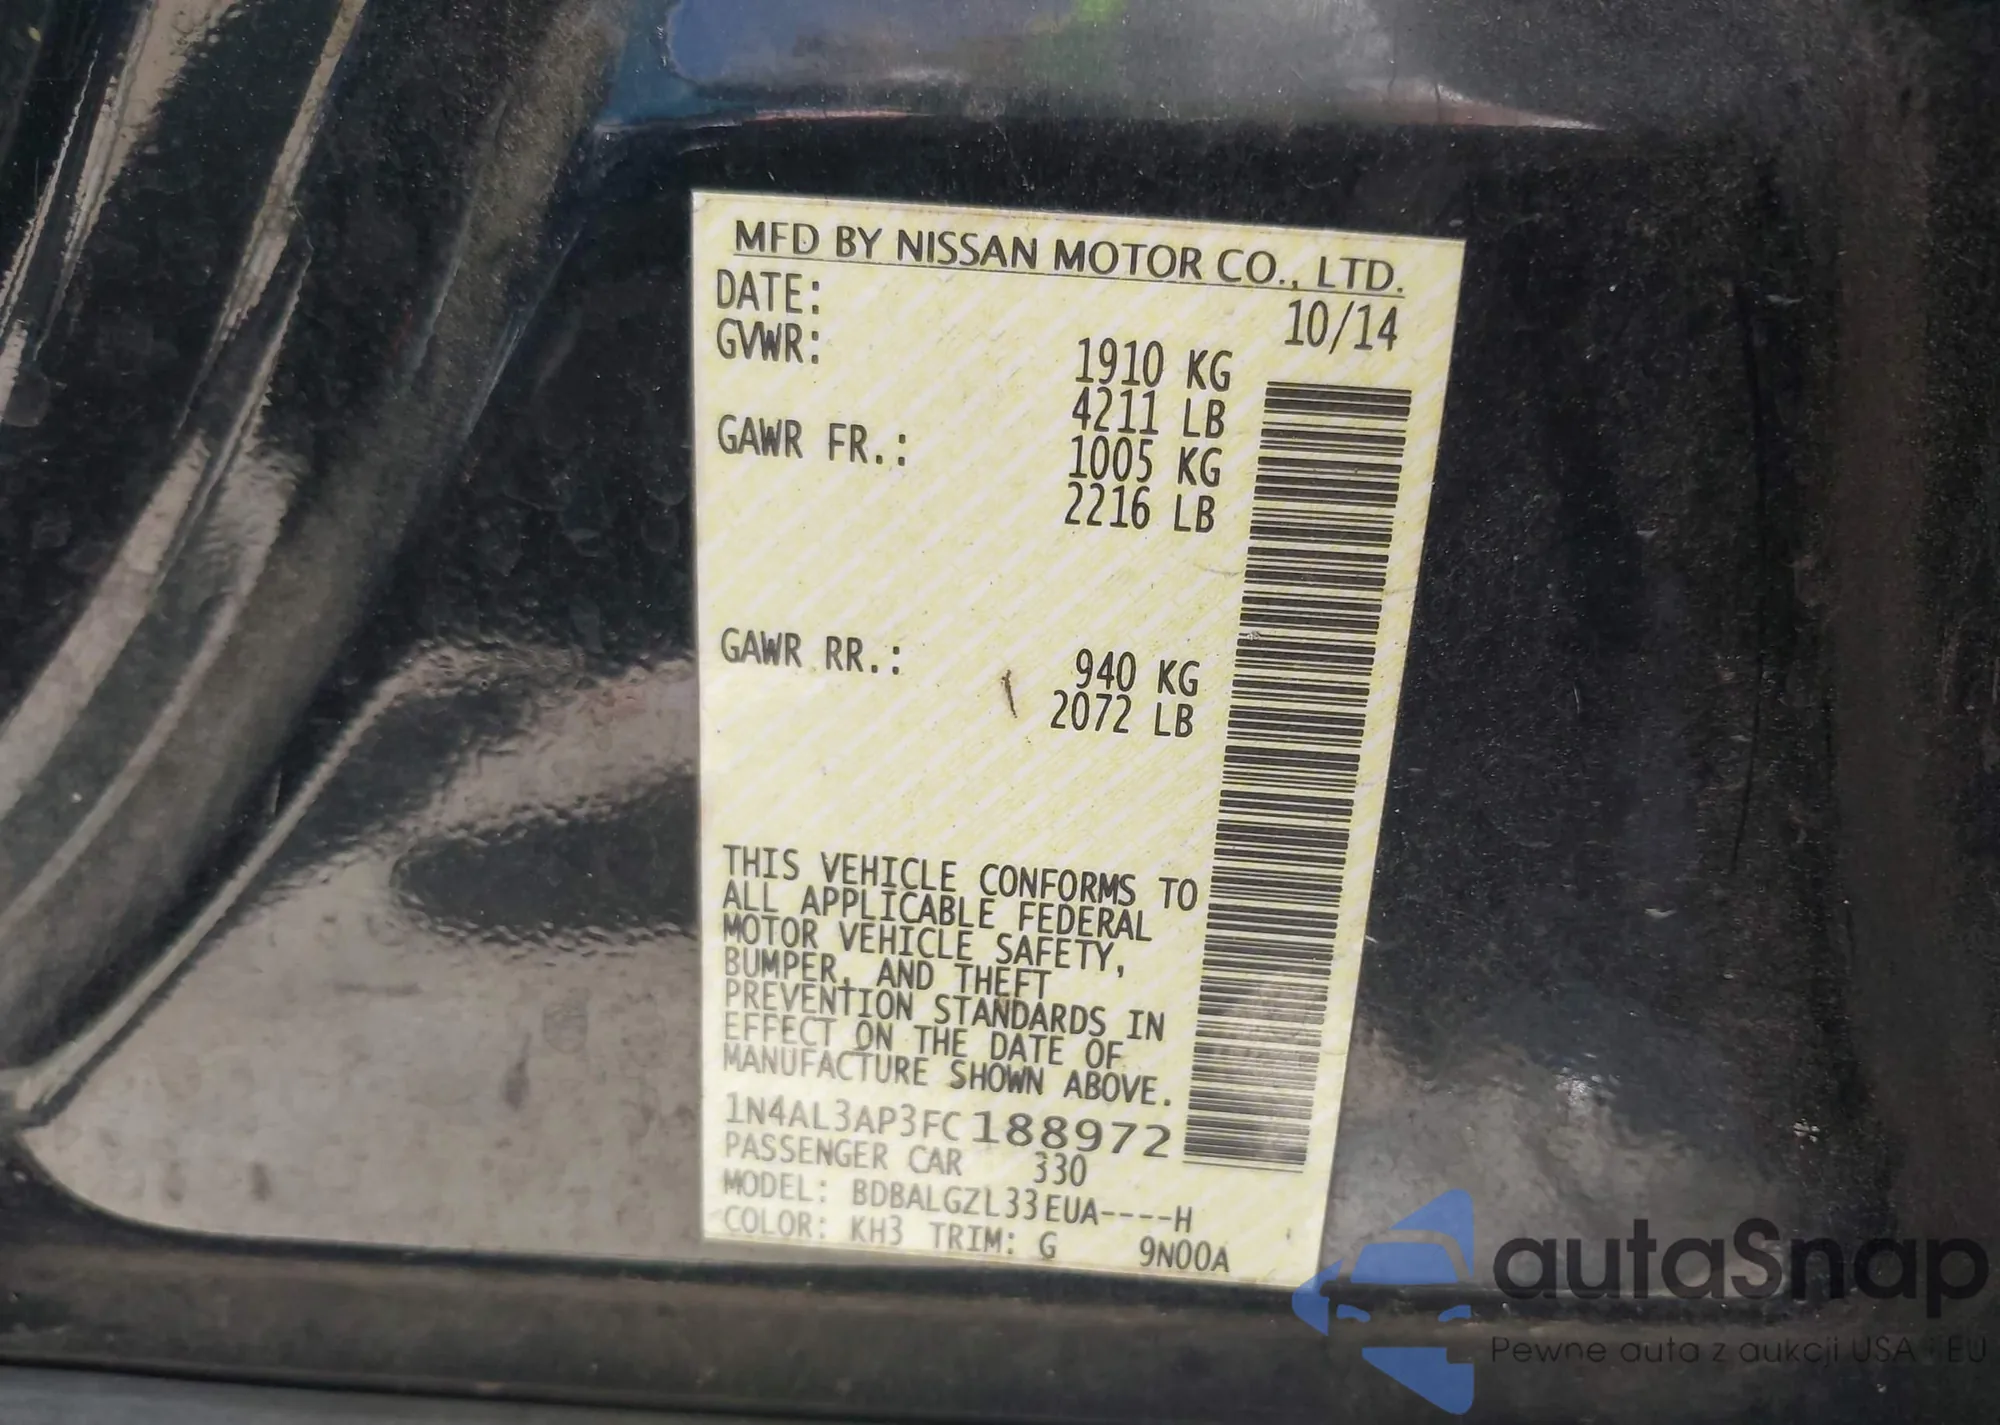 MFD BY NISSAN MOTOR CO., LTD.
DATE: 10/14
GVWR: 1910 KG
4211 LB
GAWR FR.: 1005 KG
2216 LB
GAWR RR.: 940 KG
2072 LB
THIS VEHICLE CONFORMS TO
ALL APPLICABLE FEDERAL
MOTOR VEHICLE SAFETY,
BUMPER, AND THEFT
PREVENTION STANDARDS IN
EFFECT ON THE DATE OF
MANUFACTURE SHOWN ABOVE.
1N4AL3AP3FC188972
PASSENGER CAR 330
MODEL: BDBALGZL33EUA----H
COLOR: KH3 TRIM: G 9N00A
autaSnap
Pewne auta z aukcji USA i EU